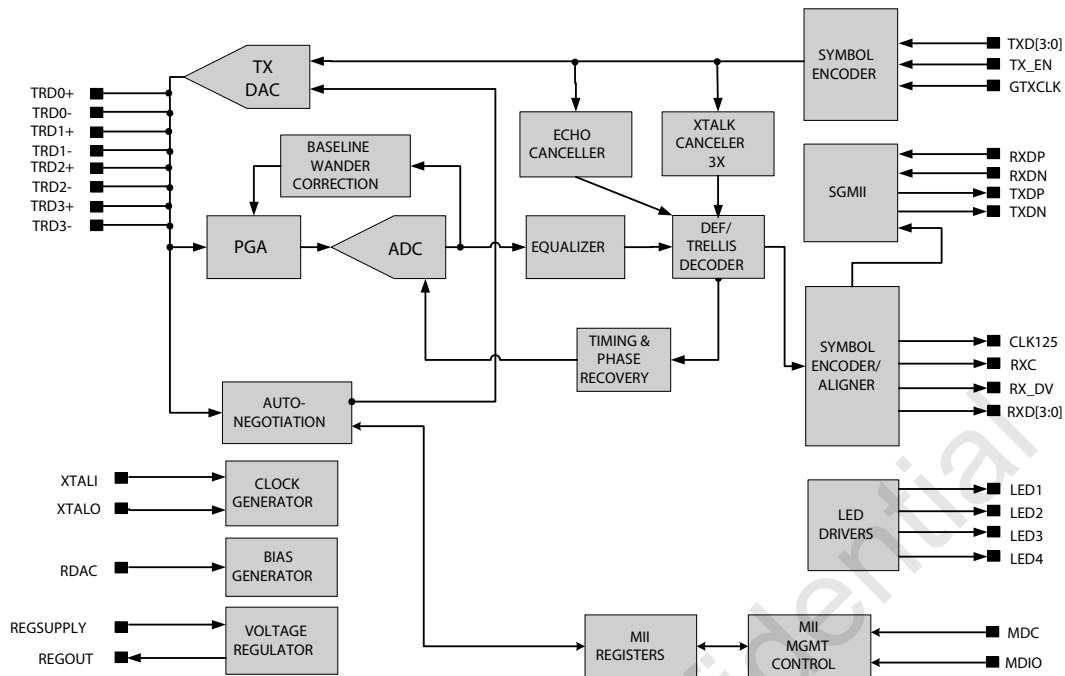 TX
DAC
SYMBOL
ENCODER
TXD[3:0]
TX_EN
GTXCLK
TRD0+
TRD0-
TRD1+
TRD1-
TRD2+
TRD2-
TRD3+
TRD3-
BASELINE
WANDER
CORRECTION
ECHO
CANCELLER
XTALK
CANCELER
3X
SGMII
RXDP
RXDN
TXDP
TXDN
PGA
ADC
EQUALIZER
DEF/
TRELLIS
DECODER
TIMING &
PHASE
RECOVERY
SYMBOL
ENCODER/
ALIGNER
CLK125
RXC
RX_DV
RXD[3:0]
AUTO-
NEGOTIATION
XTALI
XTALO
CLOCK
GENERATOR
LED
DRIVERS
LED1
LED2
LED3
LED4
RDAC
BIAS
GENERATOR
REGSUPPLY
REGOUT
VOLTAGE
REGULATOR
MII
REGISTERS
MII
MGMT
CONTROL
MDC
MDIO
fidential